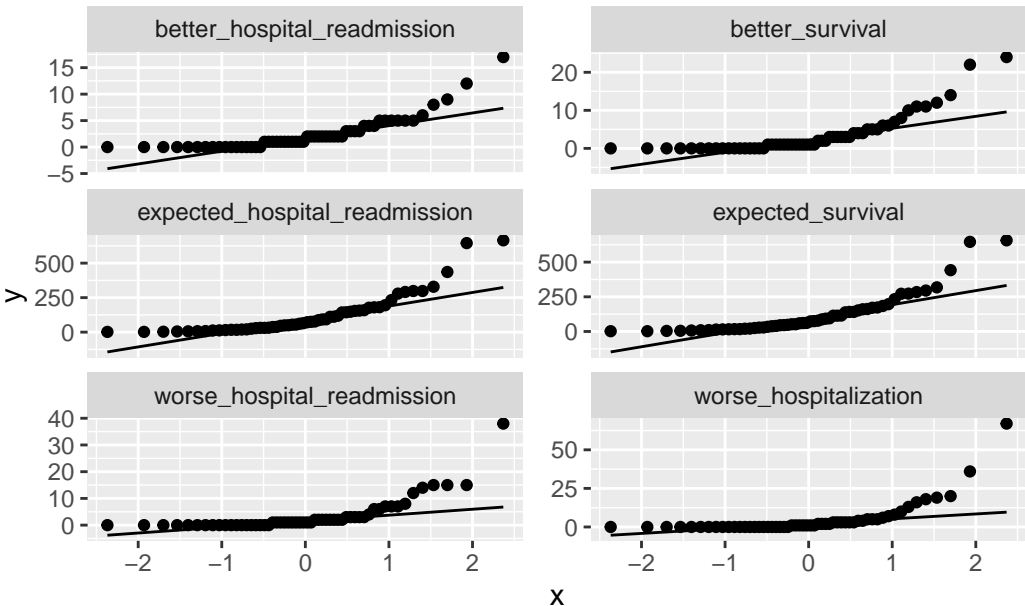 better_hospital_readmission
better_survival
15
10
5
0
−5
20
10
0
expected_hospital_readmission
expected_survival
500
250
0
500
250
0
y
worse_hospital_readmission
worse_hospitalization
40
30
20
10
0
50
25
0
−2 −1 0 1 2
−2 −1 0 1 2
x